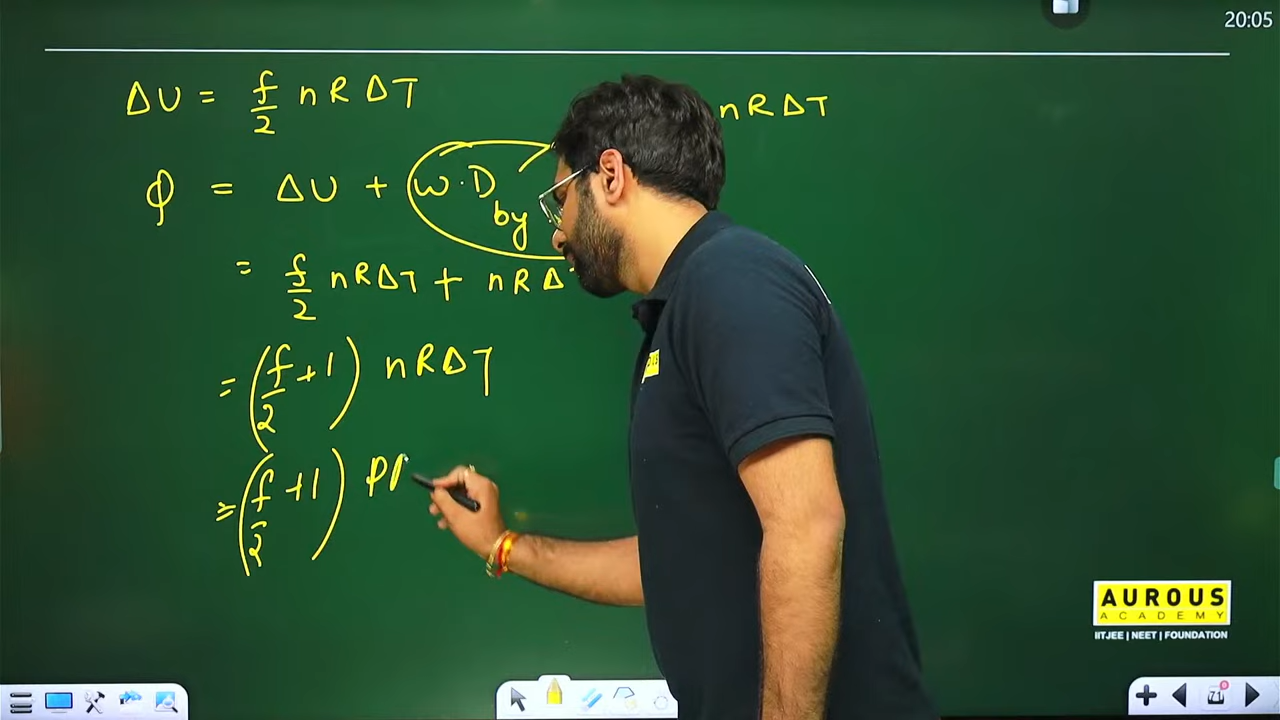 20:05
ΔU = f/2 nRΔT
nRΔT
Q = ΔU + W.D by
= f/2 nRΔT + nRΔ
= (f/2 + 1) nRΔT
= (f/2 + 1) P
AUROUS
ACADEMY
IITJEE | NEET | FOUNDATION